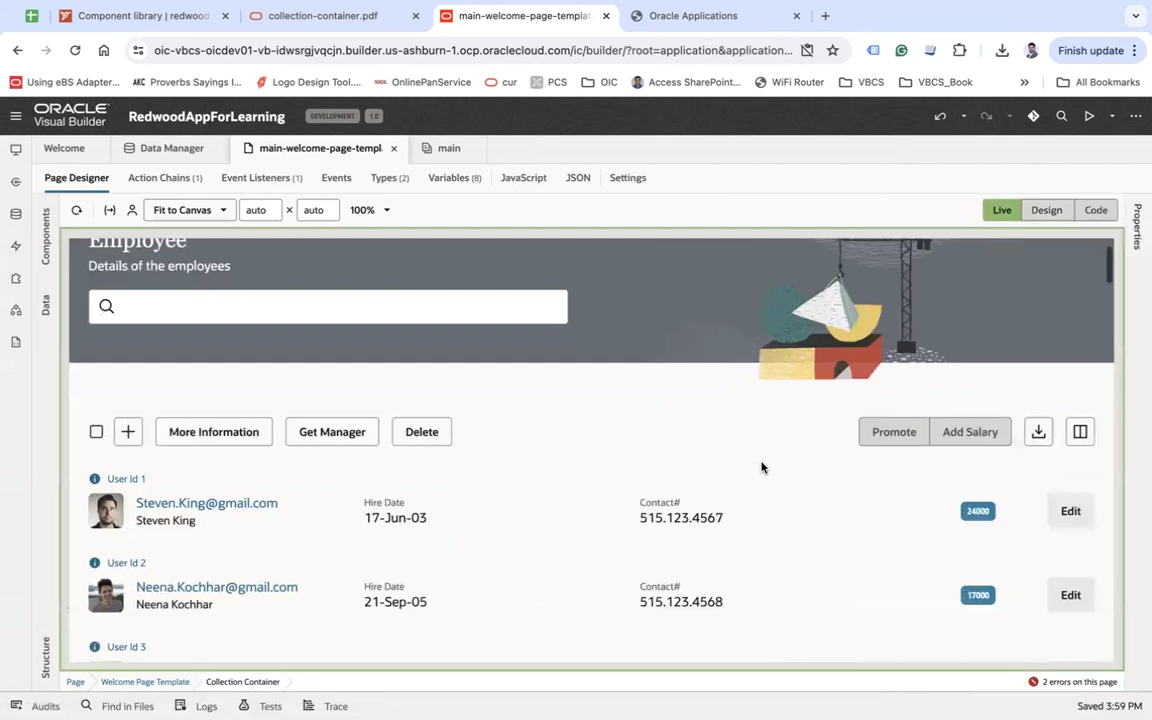 Component library | redwood
collection-container.pdf
main-welcome-page-templat
Oracle Applications
oic-vbcs-oicdev01-vb-idwsrgjvqcjn.builder.us-ashburn-1.ocp.oraclecloud.com/ic/builder/?root=application&application...
Finish update
Using eBS Adapter...
AKC Proverbs Sayings I...
Logo Design Tool....
OnlinePanService
cur
PCS
OIC
Access SharePoint...
WiFi Router
VBCS
VBCS_Book
»
All Bookmarks
ORACLE
Visual Builder
RedwoodAppForLearning
DEVELOPMENT
1.0
Welcome
Data Manager
main-welcome-page-templ
main
Page Designer
Action Chains (1)
Event Listeners (1)
Events
Types (2)
Variables (8)
JavaScript
JSON
Settings
Fit to Canvas
auto
×
auto
100%
Live
Design
Code
Components
Data
Structure
Properties
Employee
Details of the employees
More Information
Get Manager
Delete
Promote
Add Salary
User Id 1
Steven.King@gmail.com
Steven King
Hire Date
17-Jun-03
Contact#
515.123.4567
24000
Edit
User Id 2
Neena.Kochhar@gmail.com
Neena Kochhar
Hire Date
21-Sep-05
Contact#
515.123.4568
17000
Edit
User Id 3
Page
Welcome Page Template
Collection Container
2 errors on this page
Audits
Find in Files
Logs
Tests
Trace
Saved 3:59 PM